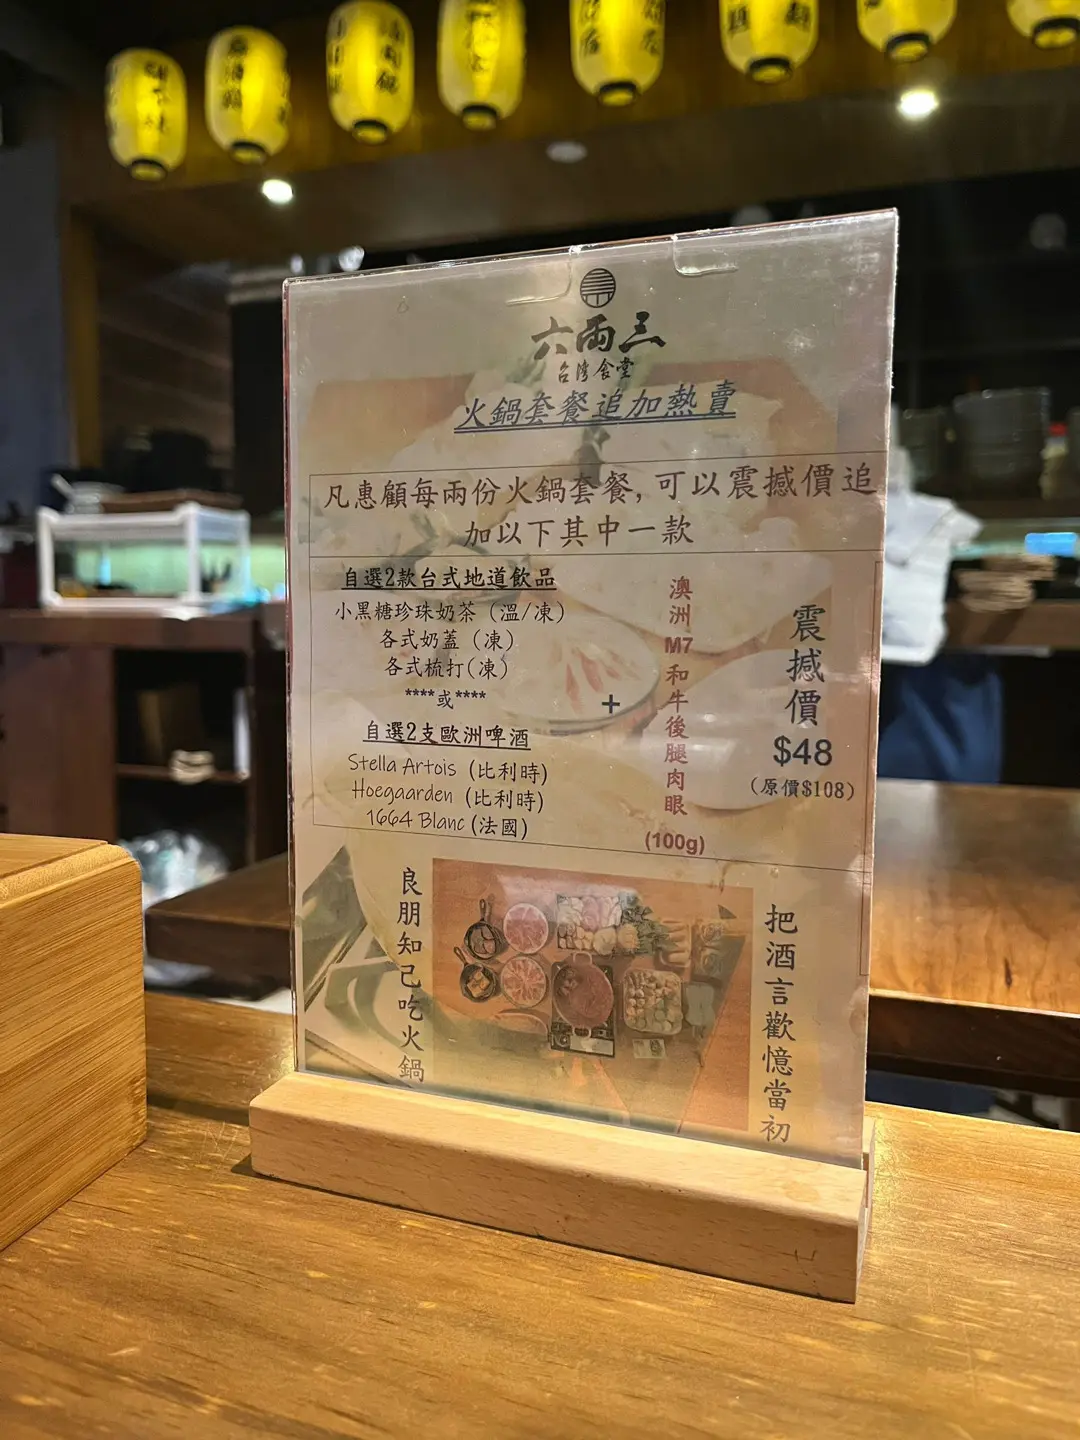 六兩三
台灣食堂
火鍋套餐追加熱賣
凡惠顧每兩份火鍋套餐,可以震撼價追
加以下其中一款
自選2款台式地道飲品
小黑糖珍珠奶茶 (溫/凍)
各式奶蓋 (凍)
各式梳打(凍)
****或****
自選2支歐洲啤酒
Stella Artois (比利時)
Hoegaarden (比利時)
1664 Blanc (法國)
+
澳洲M7和牛後腿肉眼
(100g)
震撼價
$48
(原價$108)
良朋知己吃火鍋
把酒言歡憶當初